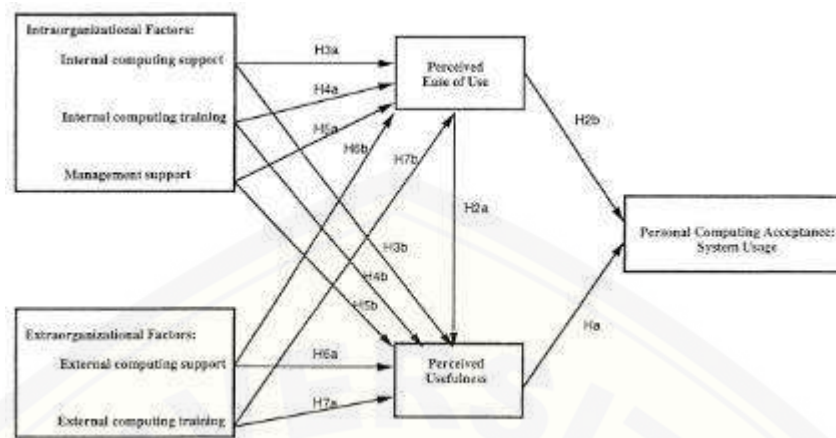 Intraorganizational Factors:
Internal computing support
Internal computing training
Management support
H3a
H4a
H5a
H6b
H7b
Perceived
Ease of Use
H2b
H2a
H3b
H4b
H5b
Personal Computing Acceptance:
System Usage
Ha
Extraorganizational Factors:
External computing support
External computing training
H6a
H7a
Perceived
Usefulness